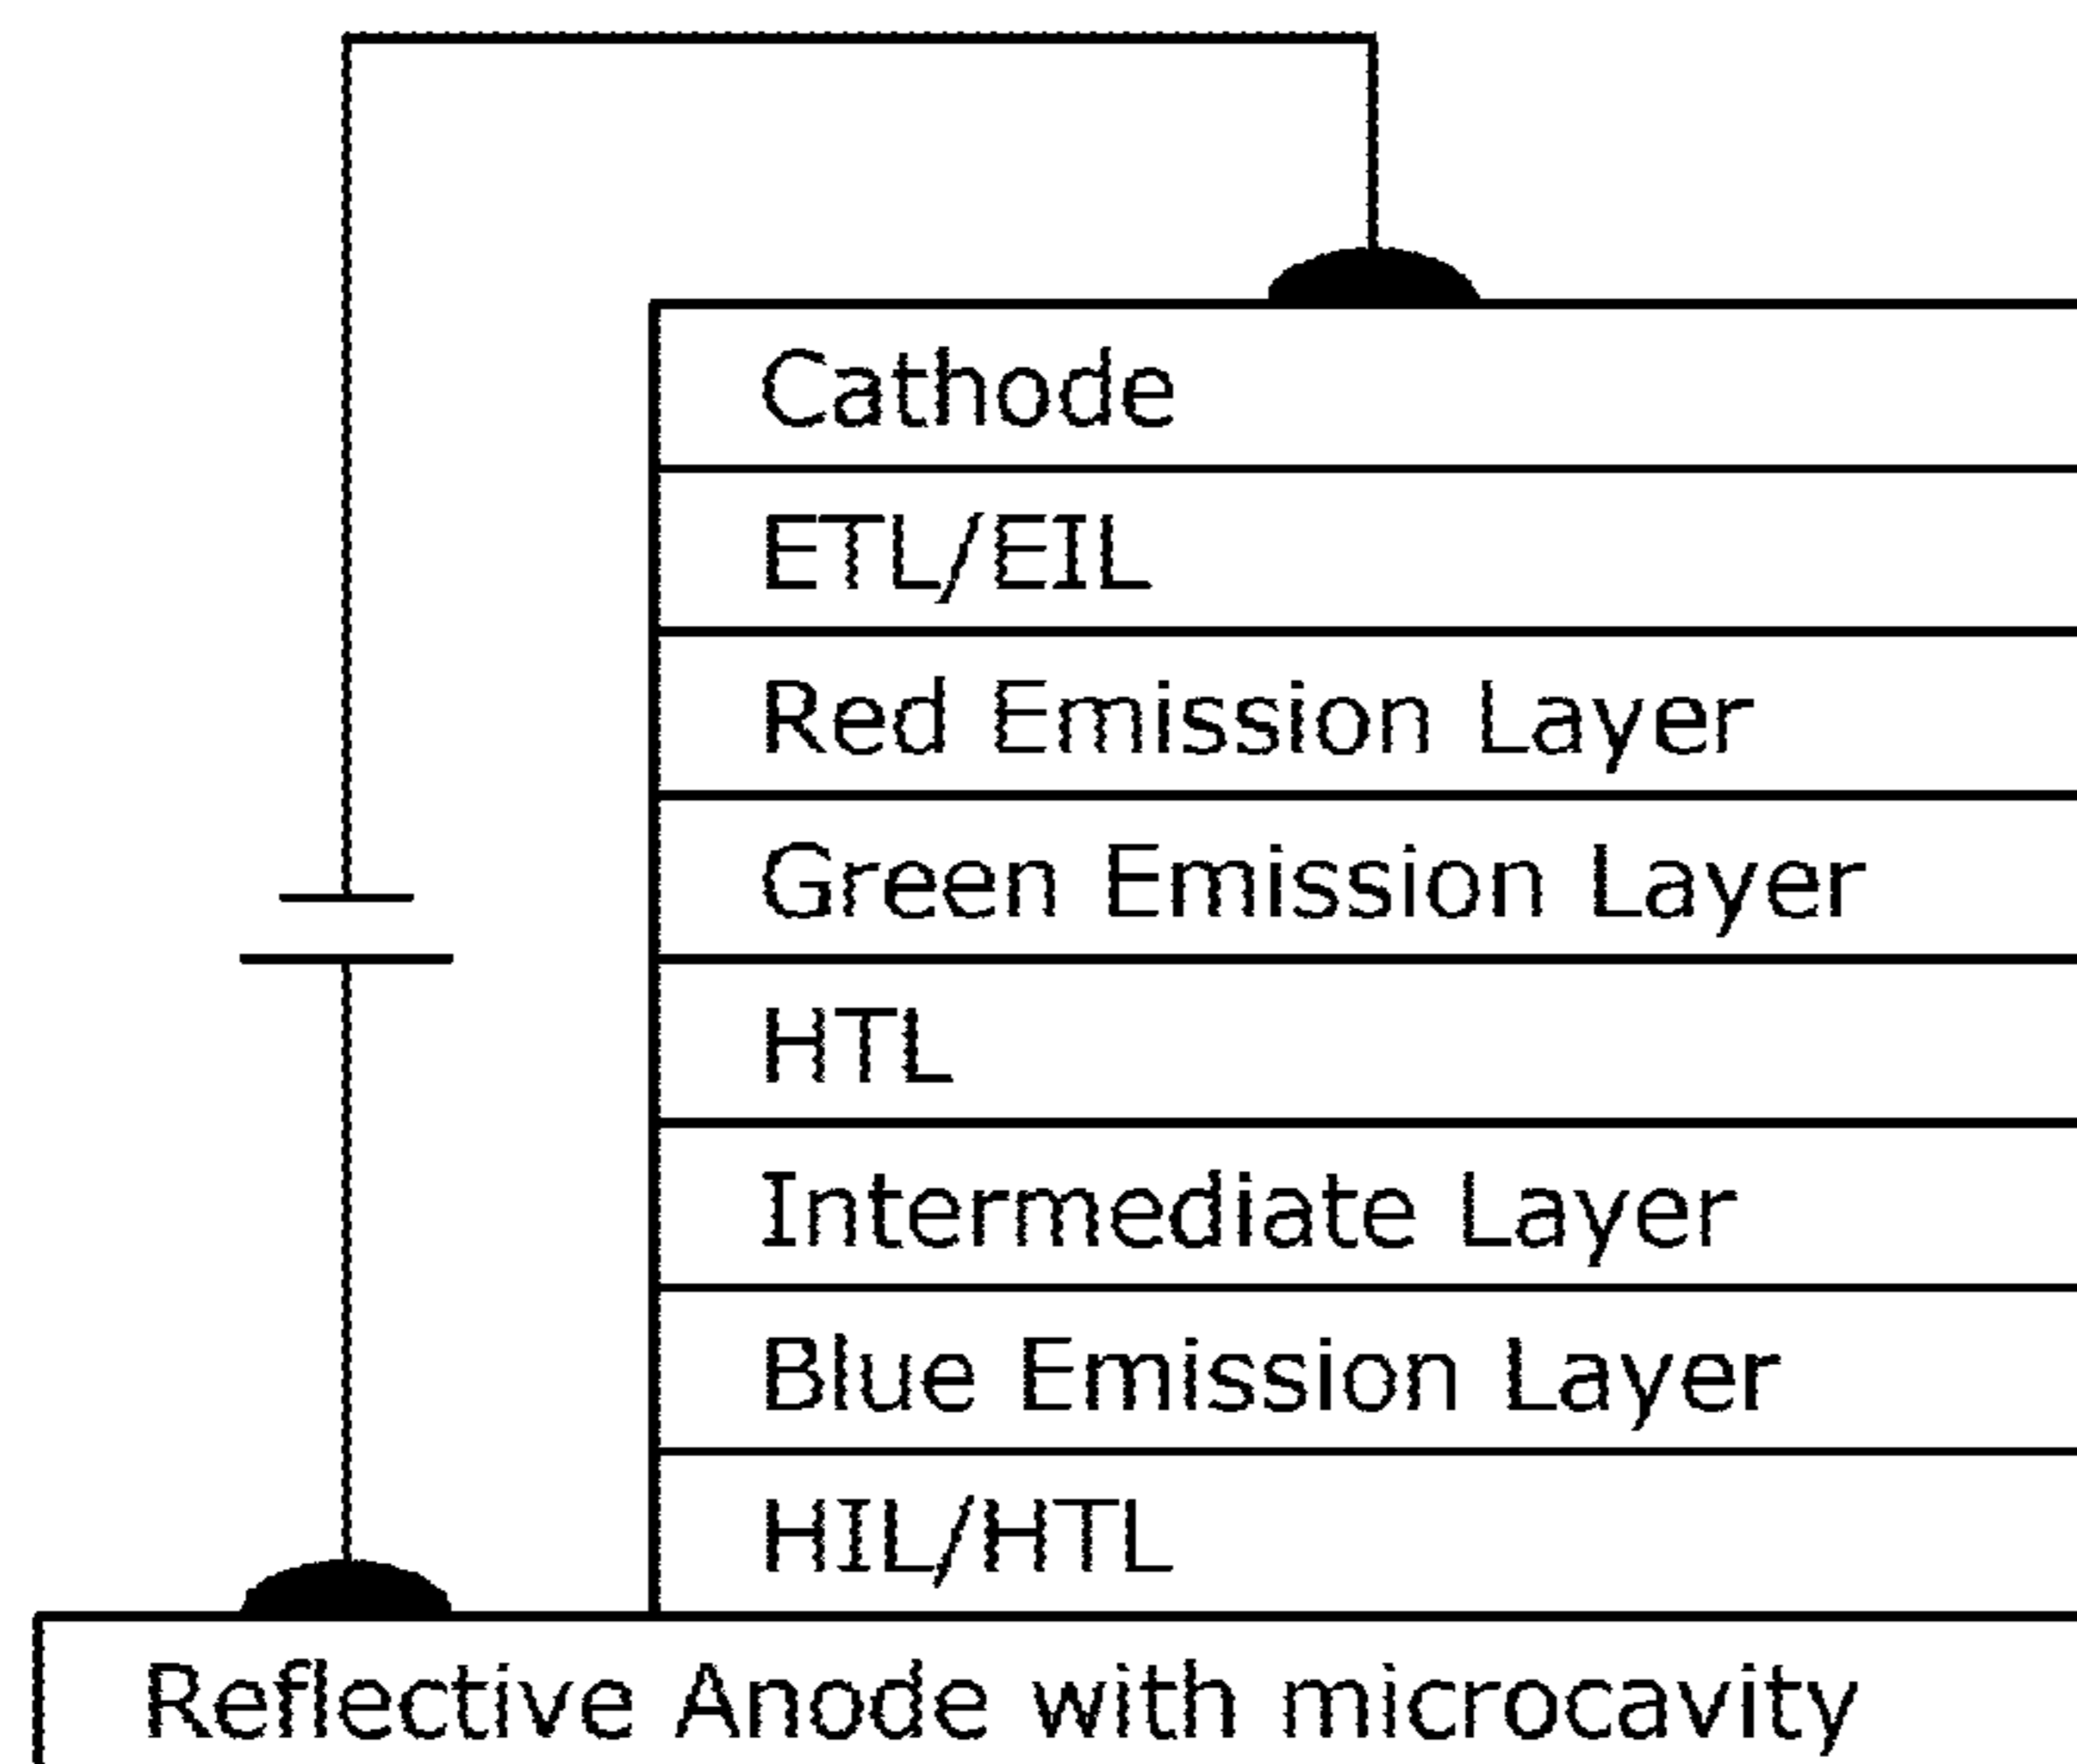 Cathode
ETL/EIL
Red Emission Layer
Green Emission Layer
HTL
Intermediate Layer
Blue Emission Layer
HIL/HTL
Reflective Anode with microcavity